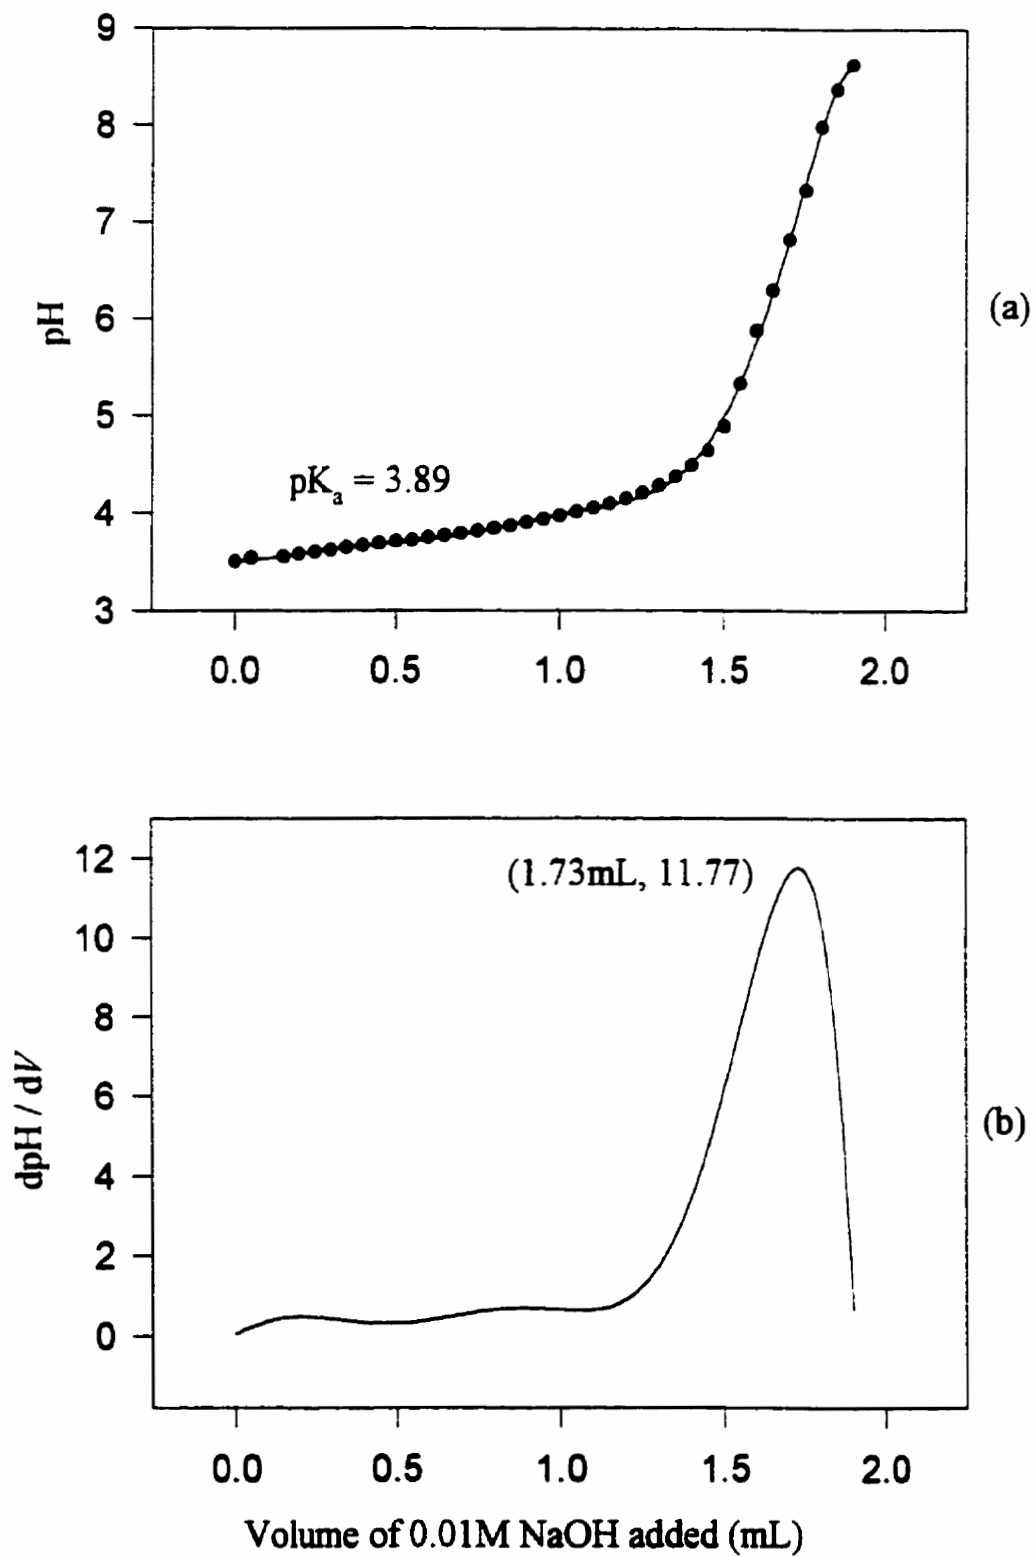 9
8
7
6
5
4
3
pH
pKₐ = 3.89
(a)
0.0 0.5 1.0 1.5 2.0
12
10
8
6
4
2
0
dpH / dV
(1.73mL, 11.77)
(b)
0.0 0.5 1.0 1.5 2.0
Volume of 0.01M NaOH added (mL)